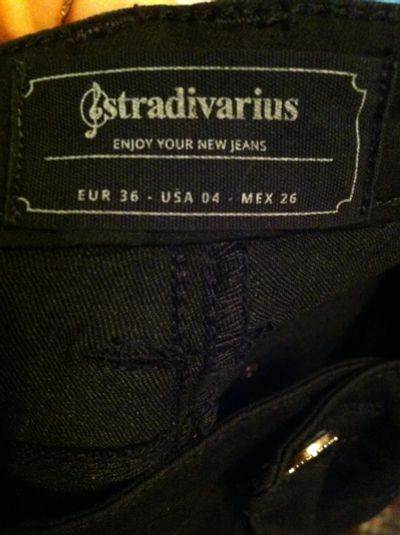 stradivarius
ENJOY YOUR NEW JEANS
EUR 36 - USA 04 - MEX 26